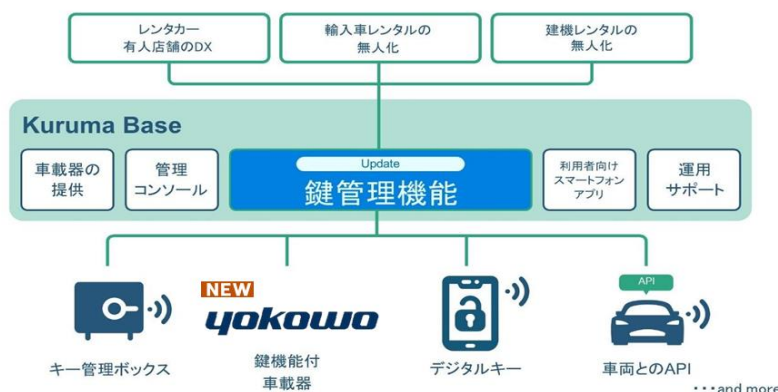 レンタカー
有人店舗のDX
輸入車レンタルの
無人化
建機レンタルの
無人化
Kuruma Base
車載器の
提供
管理
コンソール
Update
鍵管理機能
利用者向け
スマートフォン
アプリ
運用
サポート
キー管理ボックス
NEW
yokowo
鍵機能付
車載器
デジタルキー
API
車両とのAPI
・・・and more